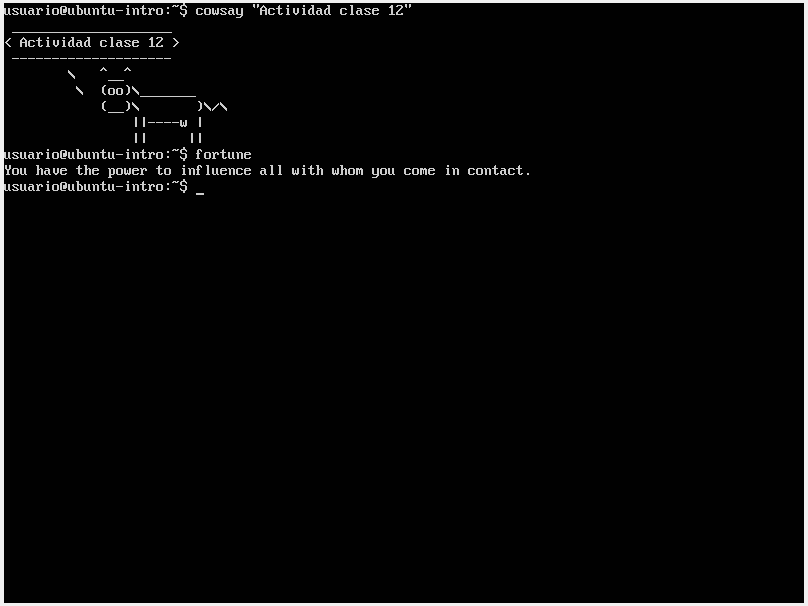 usuario@ubuntu-intro:~$ cowsay "Actividad clase 12"
 ____________________
< Actividad clase 12 >
 --------------------
        \   ^__^
         \  (oo)\_______
            (__)\       )\/\
                ||----w |
                ||     ||
usuario@ubuntu-intro:~$ fortune
You have the power to influence all with whom you come in contact.
usuario@ubuntu-intro:~$ _